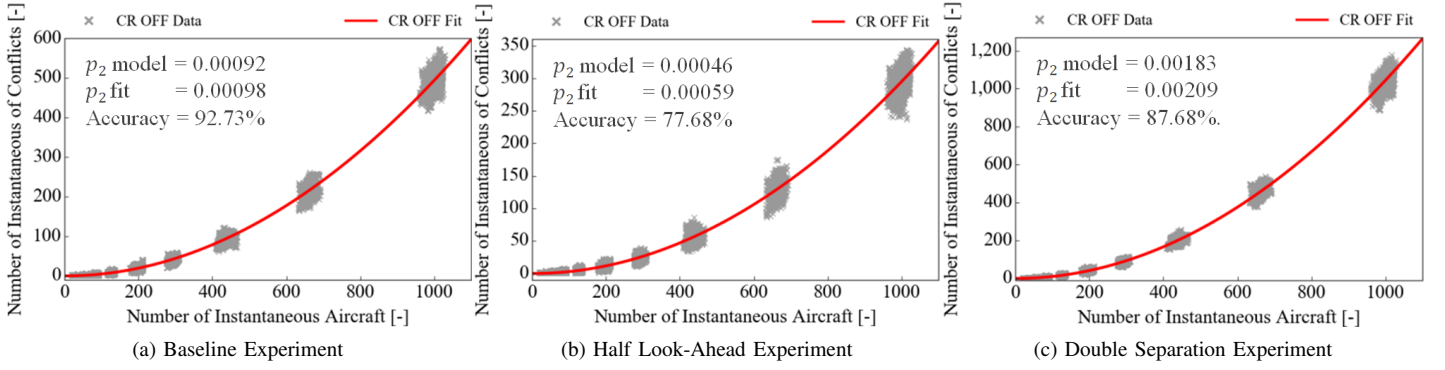 CR OFF Data
CR OFF Fit
Number of Instantaneous of Conflicts [-]
600
500
400
300
200
100
0
p2 model = 0.00092
p2 fit = 0.00098
Accuracy = 92.73%
0 200 400 600 800 1000
Number of Instantaneous Aircraft [-]
(a) Baseline Experiment
CR OFF Data
CR OFF Fit
Number of Instantaneous of Conflicts [-]
350
300
250
200
150
100
50
0
p2 model = 0.00046
p2 fit = 0.00059
Accuracy = 77.68%
0 200 400 600 800 1000
Number of Instantaneous Aircraft [-]
(b) Half Look-Ahead Experiment
CR OFF Data
CR OFF Fit
Number of Instantaneous of Conflicts [-]
1,200
1,000
800
600
400
200
0
p2 model = 0.00183
p2 fit = 0.00209
Accuracy = 87.68%.
0 200 400 600 800 1000
Number of Instantaneous Aircraft [-]
(c) Double Separation Experiment